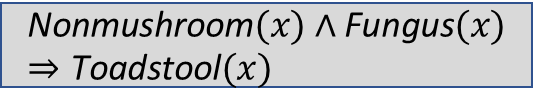 Nonmushroom(x) ∧ Fungus(x)
⇒ Toadstool(x)